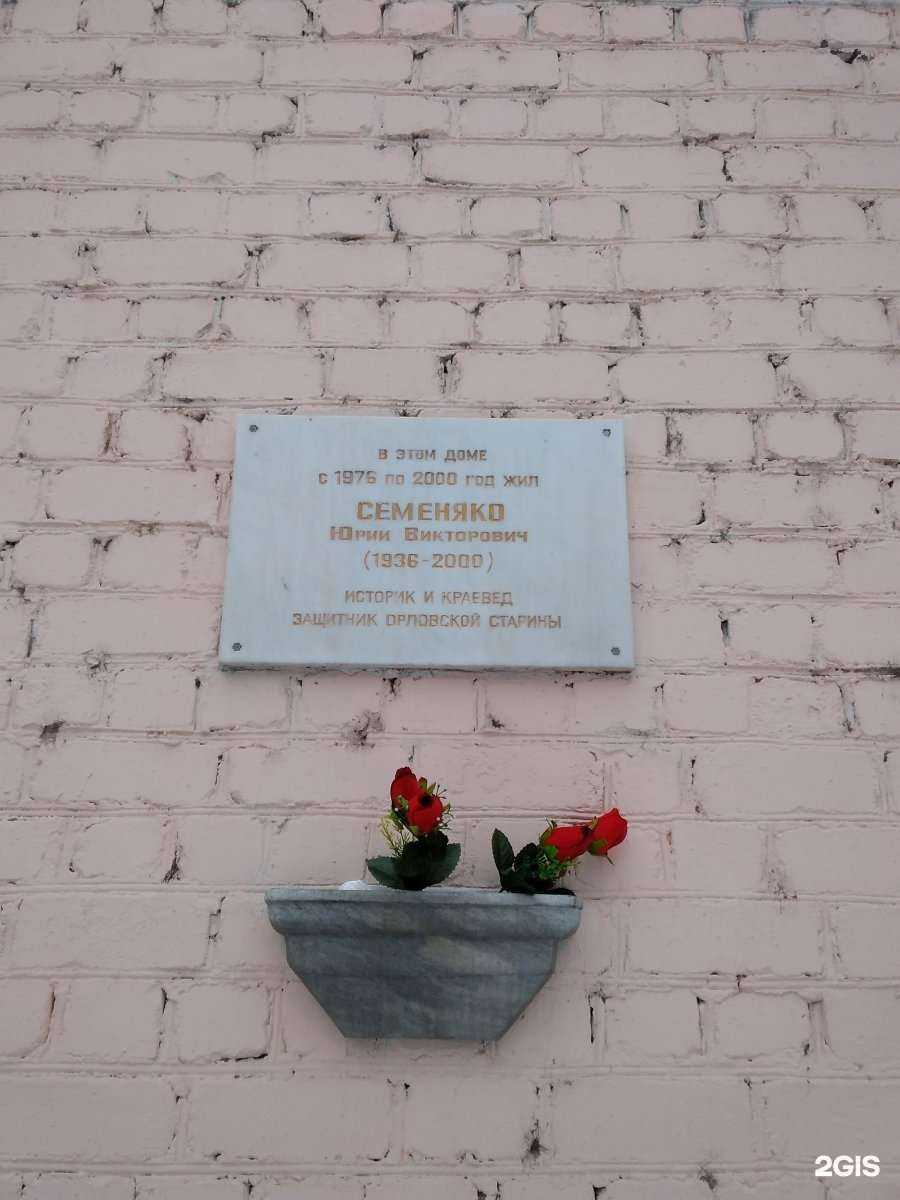 В ЭТОМ ДОМЕ
С 1976 ПО 2000 ГОД ЖИЛ
СЕМЕНЯКО
ЮРИЙ ВИКТОРОВИЧ
(1936-2000)
ИСТОРИК И КРАЕВЕД
ЗАЩИТНИК ОРЛОВСКОЙ СТАРИНЫ
2GIS